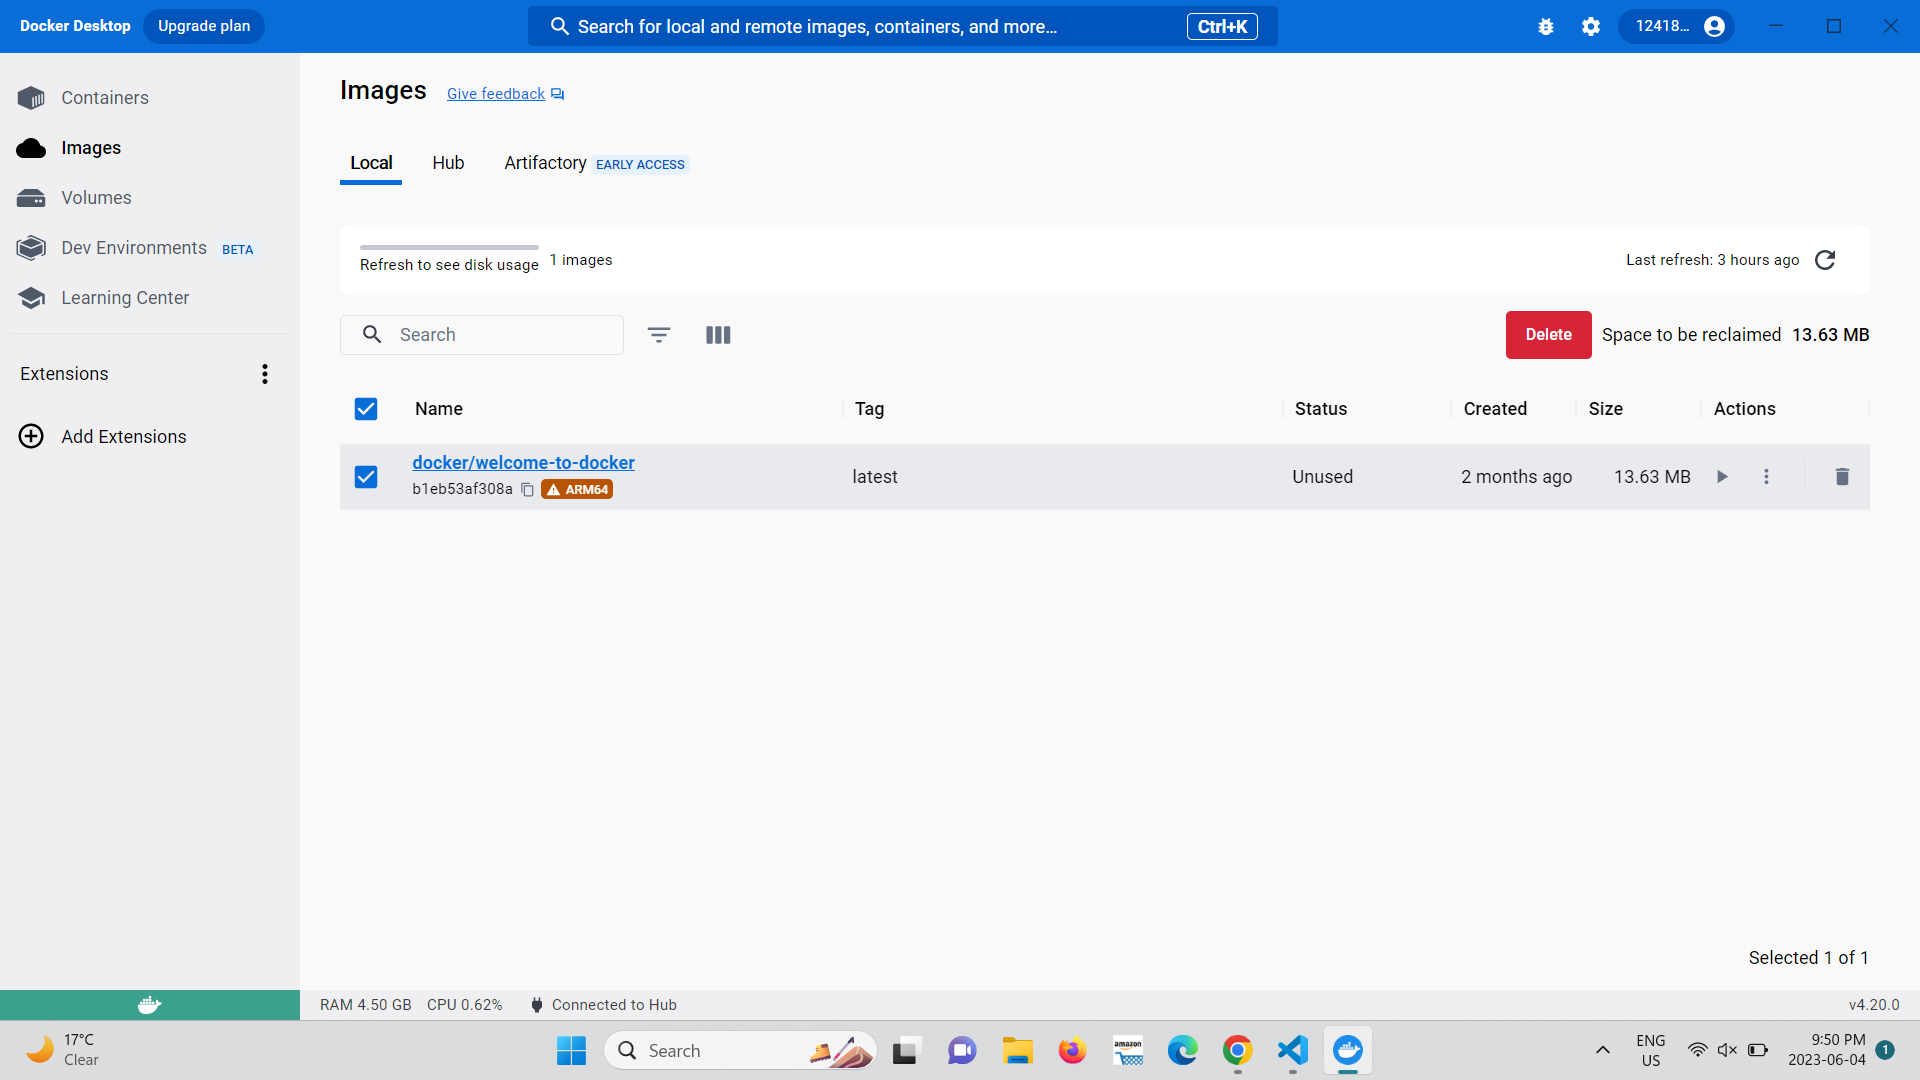 Docker Desktop Upgrade plan
Search for local and remote images, containers, and more... Ctrl+K
12418...
Containers
Images
Volumes
Dev Environments BETA
Learning Center
Extensions
Add Extensions
Images Give feedback
Local Hub Artifactory EARLY ACCESS
Refresh to see disk usage 1 images
Last refresh: 3 hours ago
Search
Delete Space to be reclaimed 13.63 MB
Name Tag Status Created Size Actions
docker/welcome-to-docker
latest Unused 2 months ago 13.63 MB
b1eb53af308a ARM64
Selected 1 of 1
RAM 4.50 GB CPU 0.62% Connected to Hub v4.20.0
17°C
Clear
Search
amazon
ENG
US
9:50 PM
2023-06-04
1